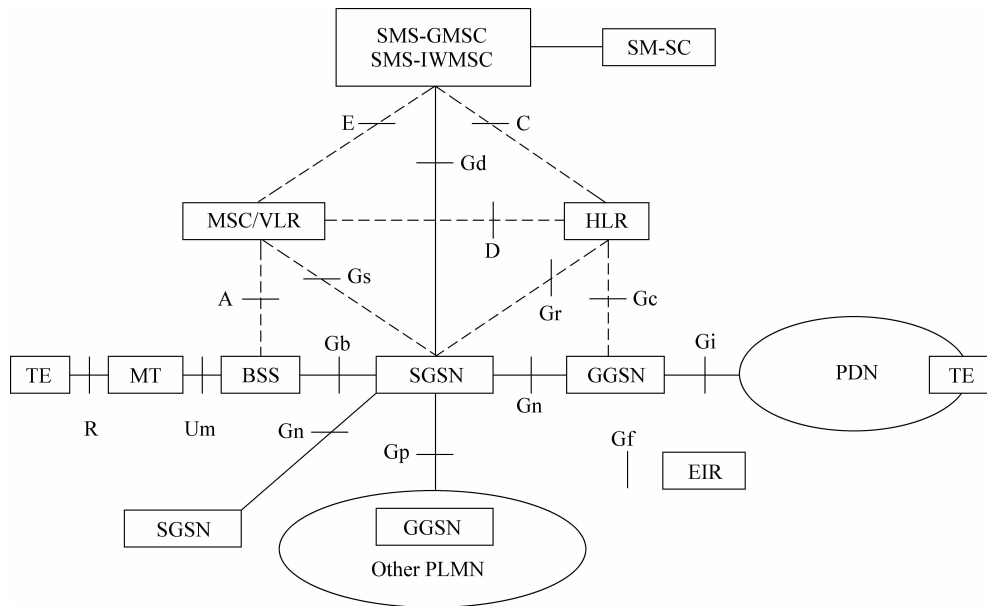 SMS-GMSC
SMS-IWMSC
SM-SC
E
C
Gd
MSC/VLR
HLR
D
Gs
A
Gr
Gc
Gb
Gi
TE
MT
BSS
SGSN
GGSN
PDN
TE
Gn
R
Um
Gn
Gp
Gf
EIR
SGSN
GGSN
Other PLMN